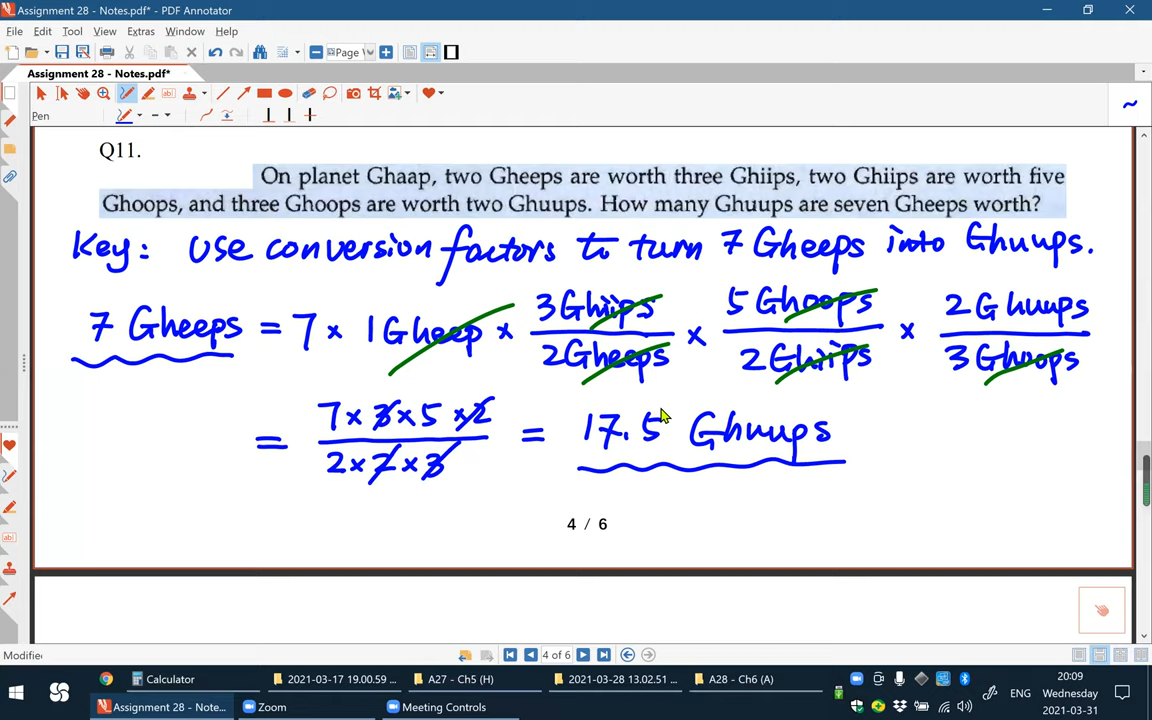 Assignment 28 - Notes.pdf* - PDF Annotator
File Edit Tool View Extras Window Help
Page V
Assignment 28 - Notes.pdf*
Pen
Q11.
On planet Ghaap, two Gheeps are worth three Ghiips, two Ghiips are worth five
Ghoops, and three Ghoops are worth two Ghuups. How many Ghuups are seven Gheeps worth?
Key: Use conversion factors to turn 7 Gheeps into Ghuups.
7 Gheeps = 7 × 1 Gheep × 3 Ghiips / 2 Gheeps × 5 Ghoops / 2 Ghiips × 2 Ghuups / 3 Ghoops
= 7 × 3 × 5 × 2 / 2 × 2 × 3 = 17.5 Ghuups
4 / 6
4 of 6
Modifie
Calculator 2021-03-17 19.00.59 ... A27 - Ch5 (H) 2021-03-28 13.02.51 ... A28 - Ch6 (A)
Assignment 28 - Note... Zoom Meeting Controls
ENG
20:09
Wednesday
2021-03-31